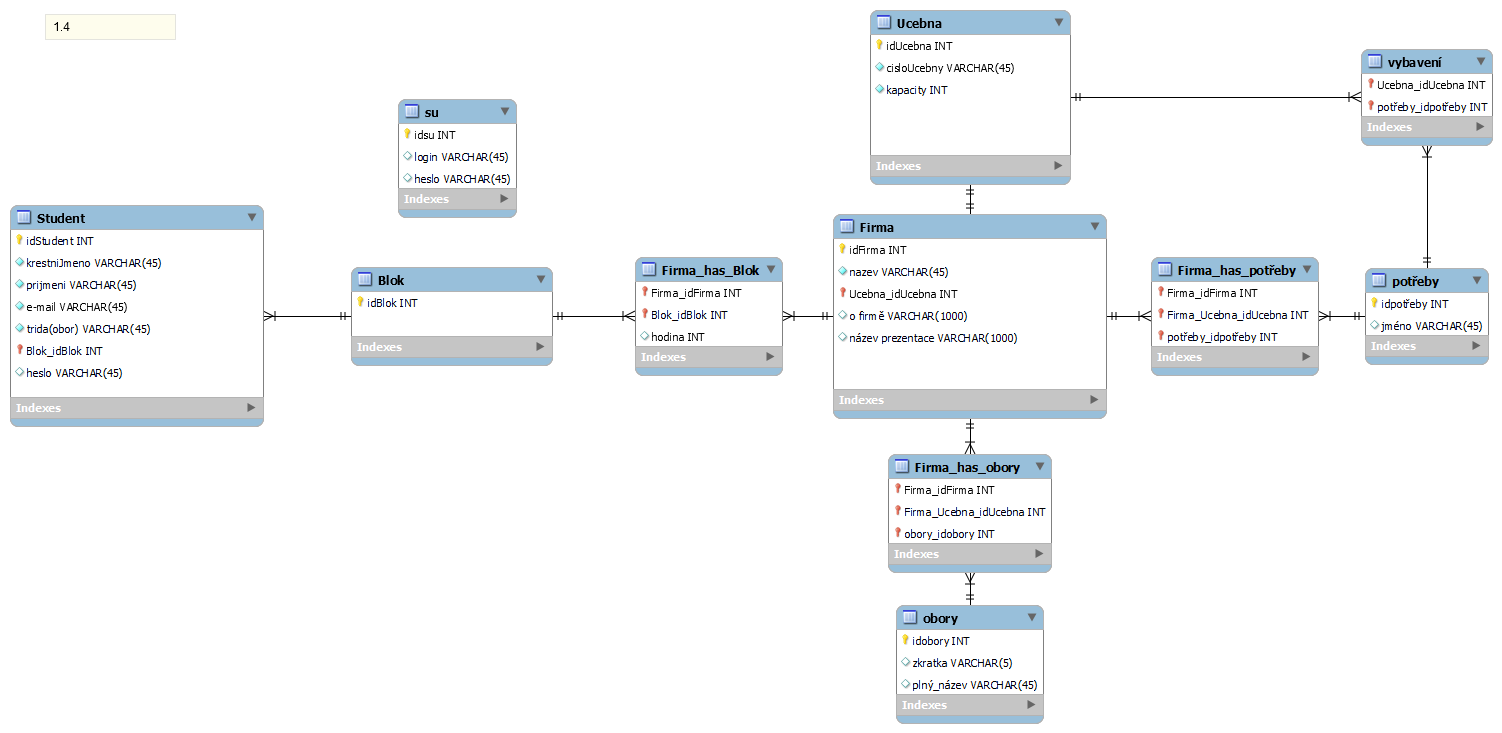 1.4
su
idsu INT
login VARCHAR(45)
heslo VARCHAR(45)
Indexes
Student
idStudent INT
krestniJmeno VARCHAR(45)
prijmeni VARCHAR(45)
e-mail VARCHAR(45)
trida(obor) VARCHAR(45)
Blok_idBlok INT
heslo VARCHAR(45)
Indexes
Blok
idBlok INT
Indexes
Firma_has_Blok
Firma_idFirma INT
Blok_idBlok INT
hodina INT
Indexes
Ucebna
idUcebna INT
cisloUcebny VARCHAR(45)
kapacity INT
Indexes
Firma
idFirma INT
nazev VARCHAR(45)
Ucebna_idUcebna INT
o firmě VARCHAR(1000)
název prezentace VARCHAR(1000)
Indexes
Firma_has_obory
Firma_idFirma INT
Firma_Ucebna_idUcebna INT
obory_idobory INT
Indexes
obory
idobory INT
zkratka VARCHAR(5)
plný_název VARCHAR(45)
Indexes
Firma_has_potřeby
Firma_idFirma INT
Firma_Ucebna_idUcebna INT
potřeby_idpotřeby INT
Indexes
vybavení
Ucebna_idUcebna INT
potřeby_idpotřeby INT
Indexes
potřeby
idpotřeby INT
jméno VARCHAR(45)
Indexes